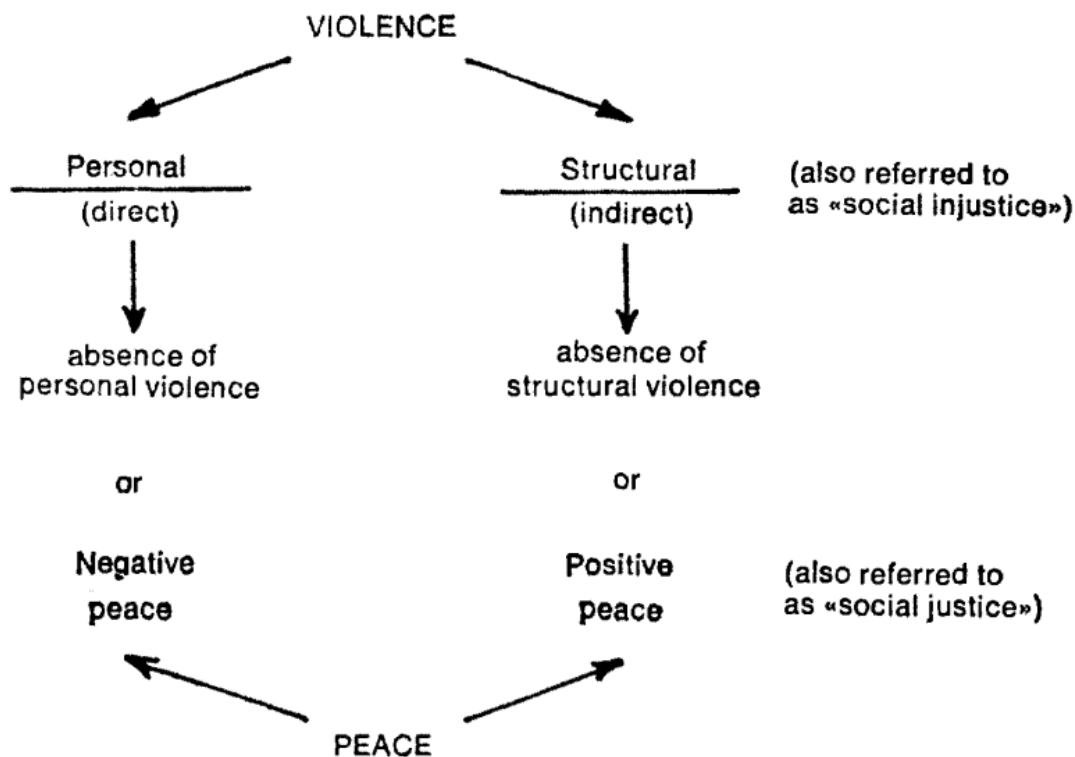 VIOLENCE
Personal
(direct)
Structural
(indirect)
(also referred to
as «social injustice»)
absence of
personal violence
absence of
structural violence
or
or
Negative
peace
Positive
peace
(also referred to
as «social justice»)
PEACE